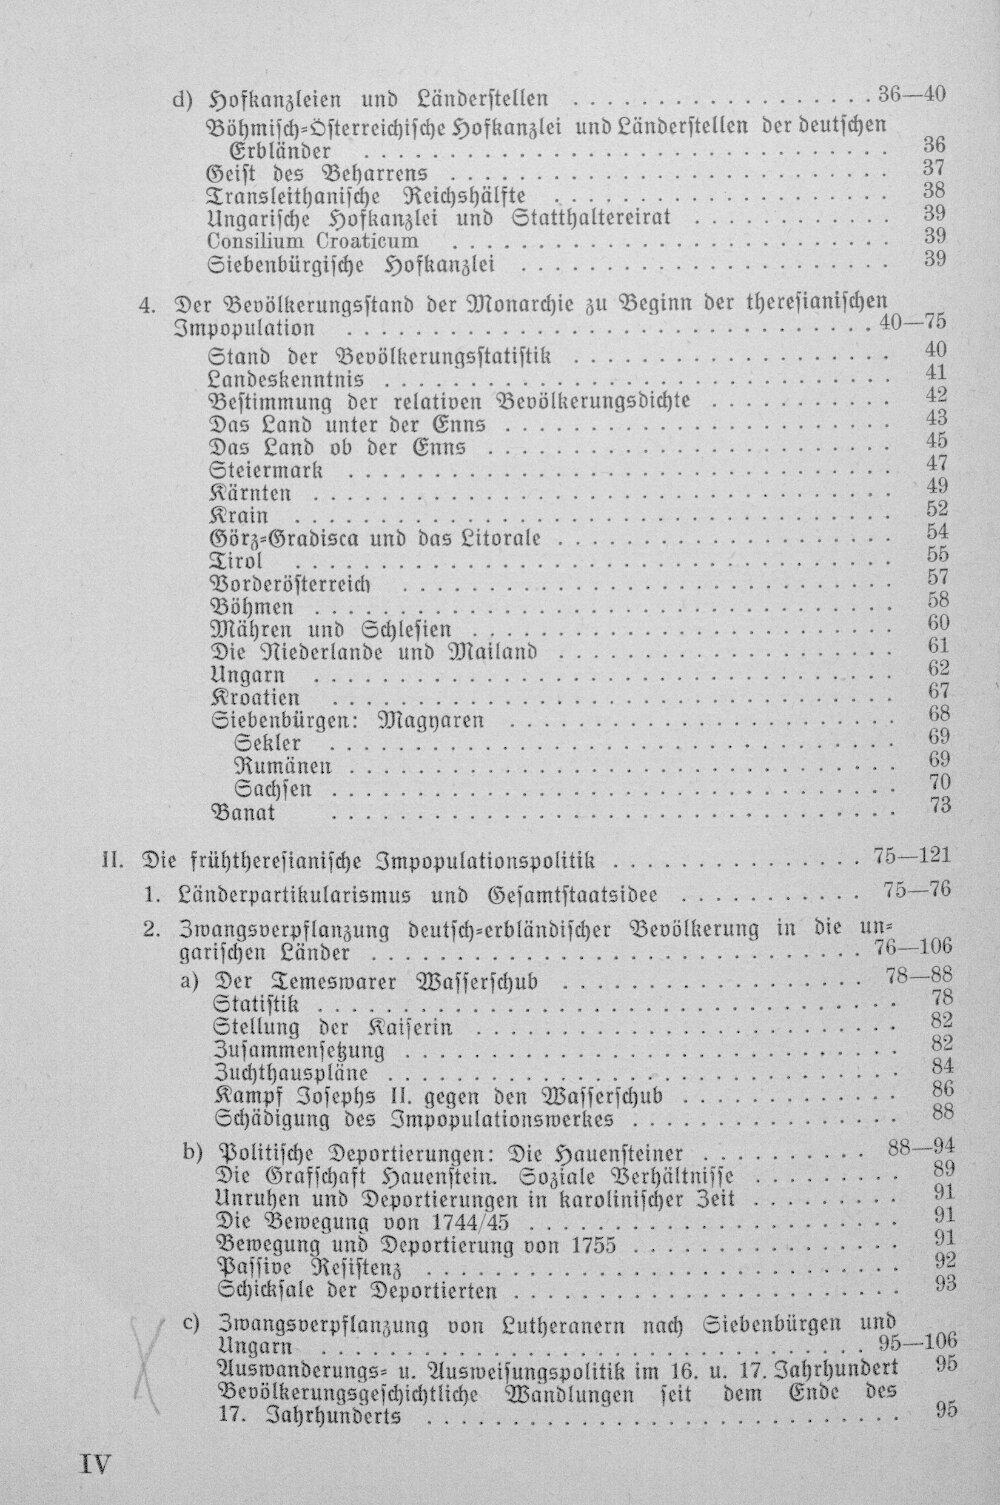 d) Hofkanzleien und Länderstellen . . . . . . . . . . . . . . . . . . 36—40
Böhmisch-Österreichische Hofkanzlei und Länderstellen der deutschen
Erbländer . . . . . . . . . . . . . . . . . . 36
Geist des Beharrens . . . . . . . . . . . . . . . . . . 37
Transleithanische Reichshälfte . . . . . . . . . . . . . . . . . . 38
Ungarische Hofkanzlei und Statthaltereirat . . . . . . . . . . . . 39
Consilium Croaticum . . . . . . . . . . . . . . . . . . 39
Siebenbürgische Hofkanzlei . . . . . . . . . . . . . . . . . . 39
4. Der Bevölkerungsstand der Monarchie zu Beginn der theresianischen
Impopulation . . . . . . . . . . . . . . . . . . 40—75
Stand der Bevölkerungsstatistik . . . . . . . . . . . . . . . . . . 40
Landeskenntnis . . . . . . . . . . . . . . . . . . 41
Bestimmung der relativen Bevölkerungsdichte . . . . . . . . . . . 42
Das Land unter der Enns . . . . . . . . . . . . . . . . . . 43
Das Land ob der Enns . . . . . . . . . . . . . . . . . . 45
Steiermark . . . . . . . . . . . . . . . . . . 47
Kärnten . . . . . . . . . . . . . . . . . . 49
Krain . . . . . . . . . . . . . . . . . . 52
Görz-Gradisca und das Litorale . . . . . . . . . . . . . . . . . . 54
Tirol . . . . . . . . . . . . . . . . . . 55
Vorderösterreich . . . . . . . . . . . . . . . . . . 57
Böhmen . . . . . . . . . . . . . . . . . . 58
Mähren und Schlesien . . . . . . . . . . . . . . . . . . 60
Die Niederlande und Mailand . . . . . . . . . . . . . . . . . . 61
Ungarn . . . . . . . . . . . . . . . . . . 62
Kroatien . . . . . . . . . . . . . . . . . . 67
Siebenbürgen: Magyaren . . . . . . . . . . . . . . . . . . 68
Sekler . . . . . . . . . . . . . . . . . . 69
Rumänen . . . . . . . . . . . . . . . . . . 69
Sachsen . . . . . . . . . . . . . . . . . . 70
Banat . . . . . . . . . . . . . . . . . . 73
II. Die frühtheresianische Impopulationspolitik . . . . . . . . . . . . . . . 75—121
1. Länderpartikularismus und Gesamtstaatsidee . . . . . . . . . . . 75—76
2. Zwangsverpflanzung deutsch-erbländischer Bevölkerung in die un-
garischen Länder . . . . . . . . . . . . . . . . . . 76—106
a) Der Temeswarer Wasserschub . . . . . . . . . . . . . . . . 78—88
Statistik . . . . . . . . . . . . . . . . . . 78
Stellung der Kaiserin . . . . . . . . . . . . . . . . . . 82
Zusammensetzung . . . . . . . . . . . . . . . . . . 82
Zuchthauspläne . . . . . . . . . . . . . . . . . . 84
Kampf Josephs II. gegen den Wasserschub . . . . . . . . . . . . 86
Schädigung des Impopulationswerkes . . . . . . . . . . . . . . . 88
b) Politische Deportierungen: Die Hauensteiner . . . . . . . . . . 88—94
Die Grafschaft Hauenstein. Soziale Verhältnisse . . . . . . . . . 89
Unruhen und Deportierungen in karolinischer Zeit . . . . . . . . . 91
Die Bewegung von 1744/45 . . . . . . . . . . . . . . . . . . 91
Bewegung und Deportierung von 1755 . . . . . . . . . . . . . . . 91
Passive Resistenz . . . . . . . . . . . . . . . . . . 92
Schicksale der Deportierten . . . . . . . . . . . . . . . . . . 93
c) Zwangsverpflanzung von Lutheranern nach Siebenbürgen und
Ungarn . . . . . . . . . . . . . . . . . . 95—106
Auswanderungs- u. Ausweisungspolitik im 16. u. 17. Jahrhundert 95
Bevölkerungsgeschichtliche Wandlungen seit dem Ende des
17. Jahrhunderts . . . . . . . . . . . . . . . . . . 95
IV